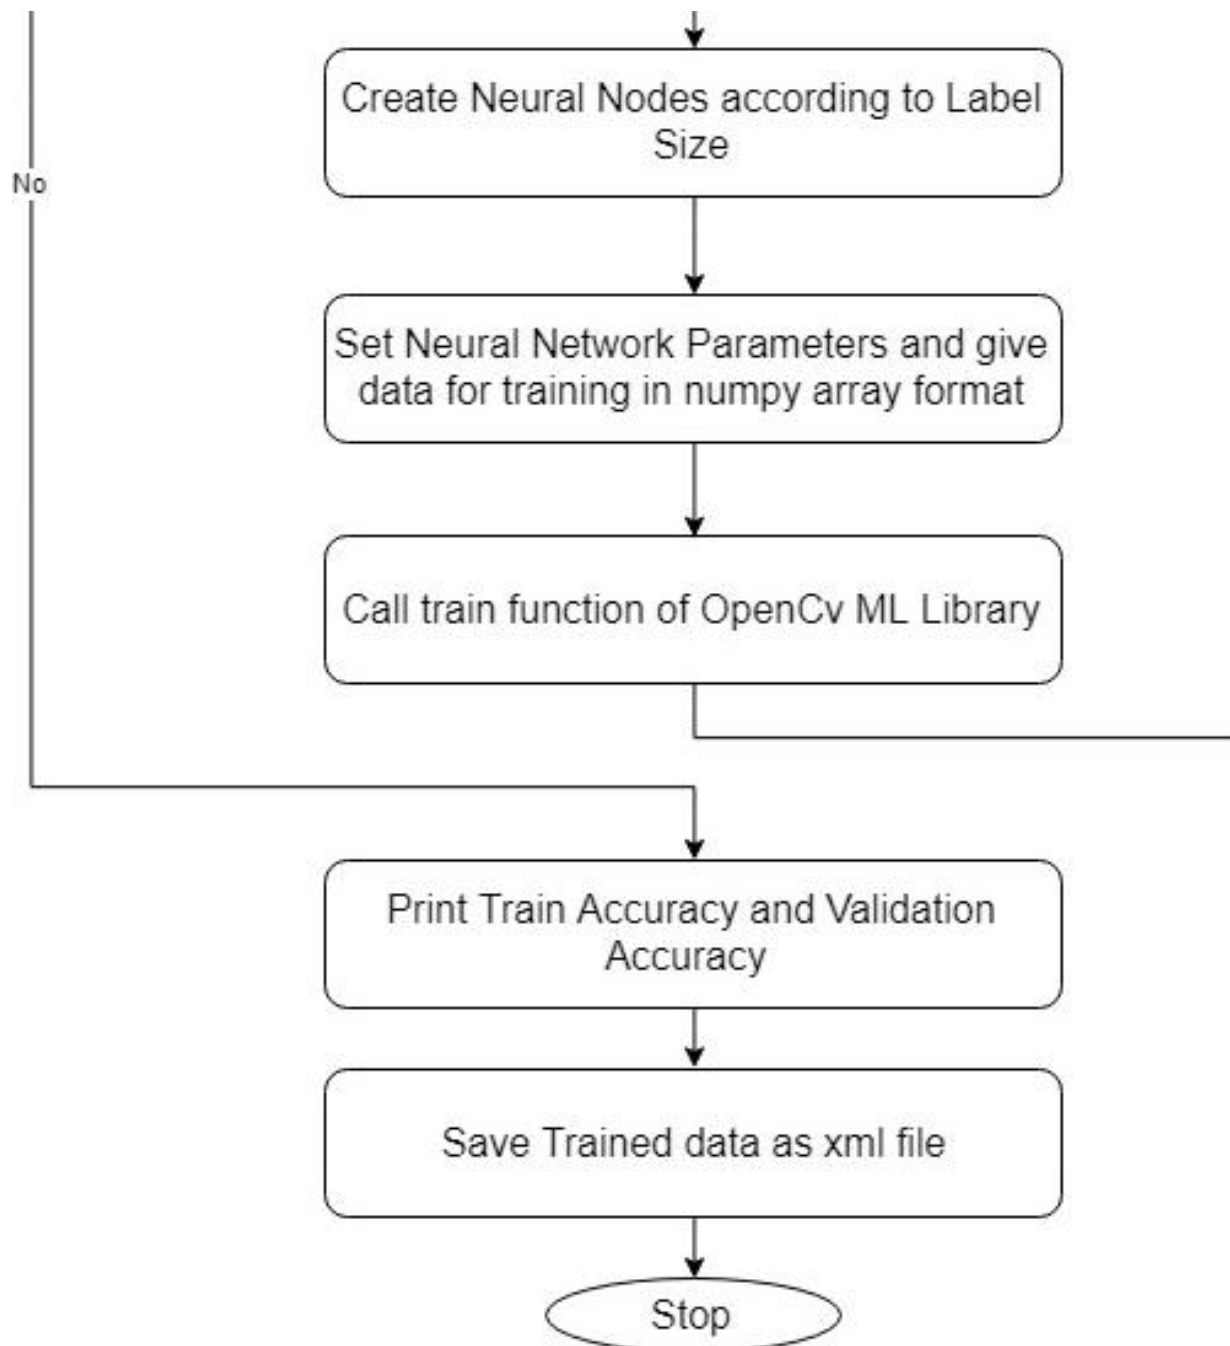 Create Neural Nodes according to Label
Size
No
Set Neural Network Parameters and give
data for training in numpy array format
Call train function of OpenCv ML Library
Print Train Accuracy and Validation
Accuracy
Save Trained data as xml file
Stop